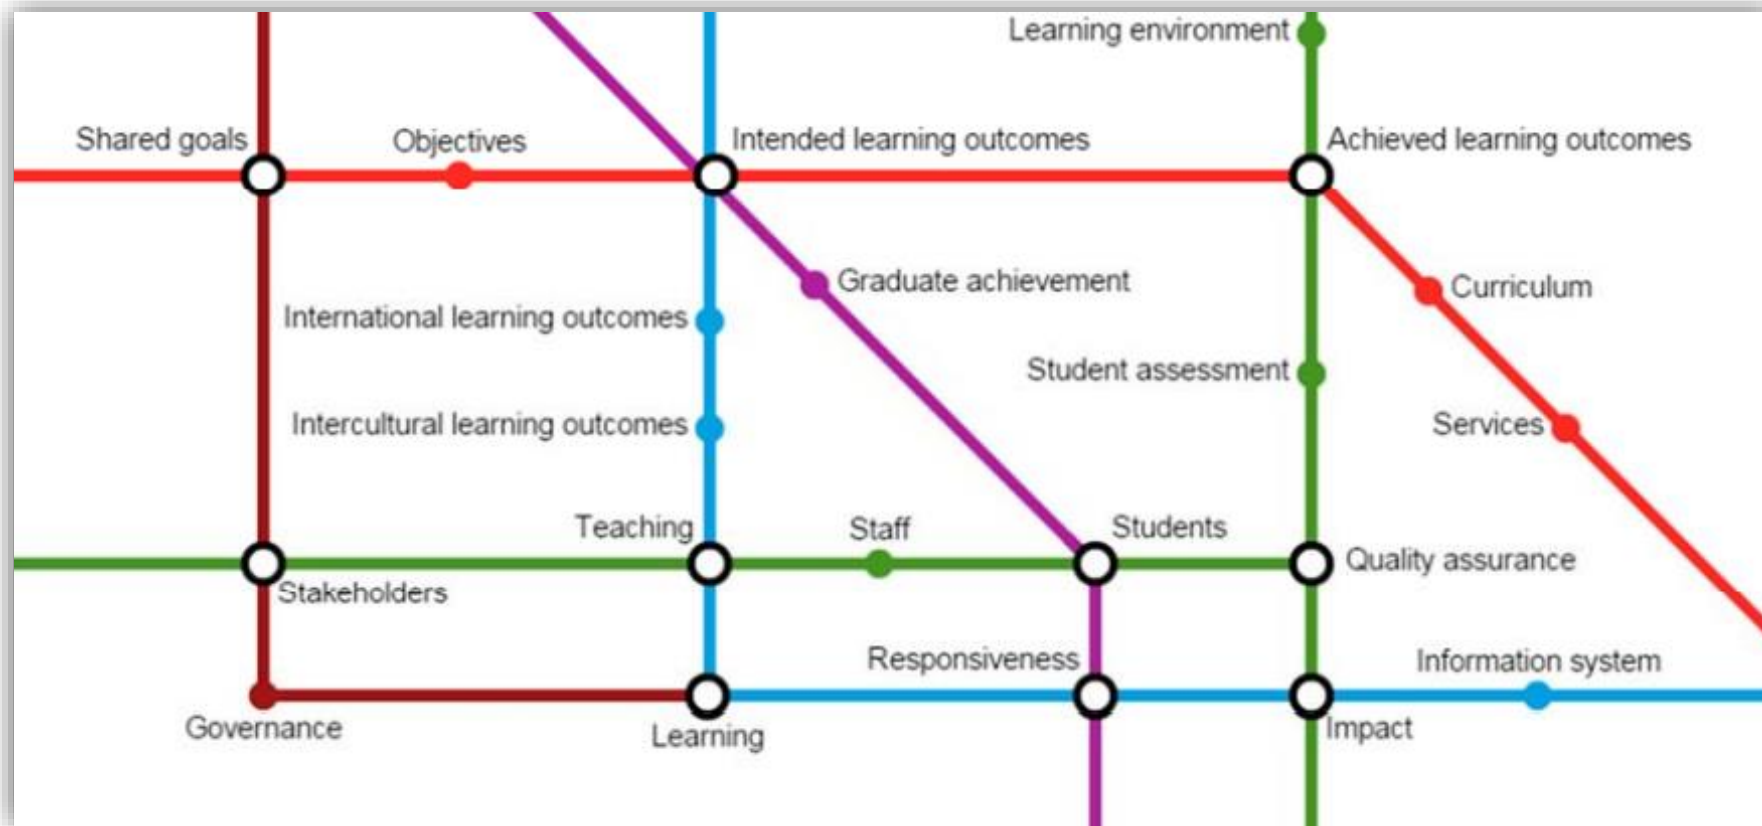 Learning environment
Shared goals
Objectives
Intended learning outcomes
Achieved learning outcomes
Graduate achievement
Curriculum
International learning outcomes
Student assessment
Intercultural learning outcomes
Services
Teaching
Staff
Students
Quality assurance
Stakeholders
Responsiveness
Information system
Governance
Learning
Impact